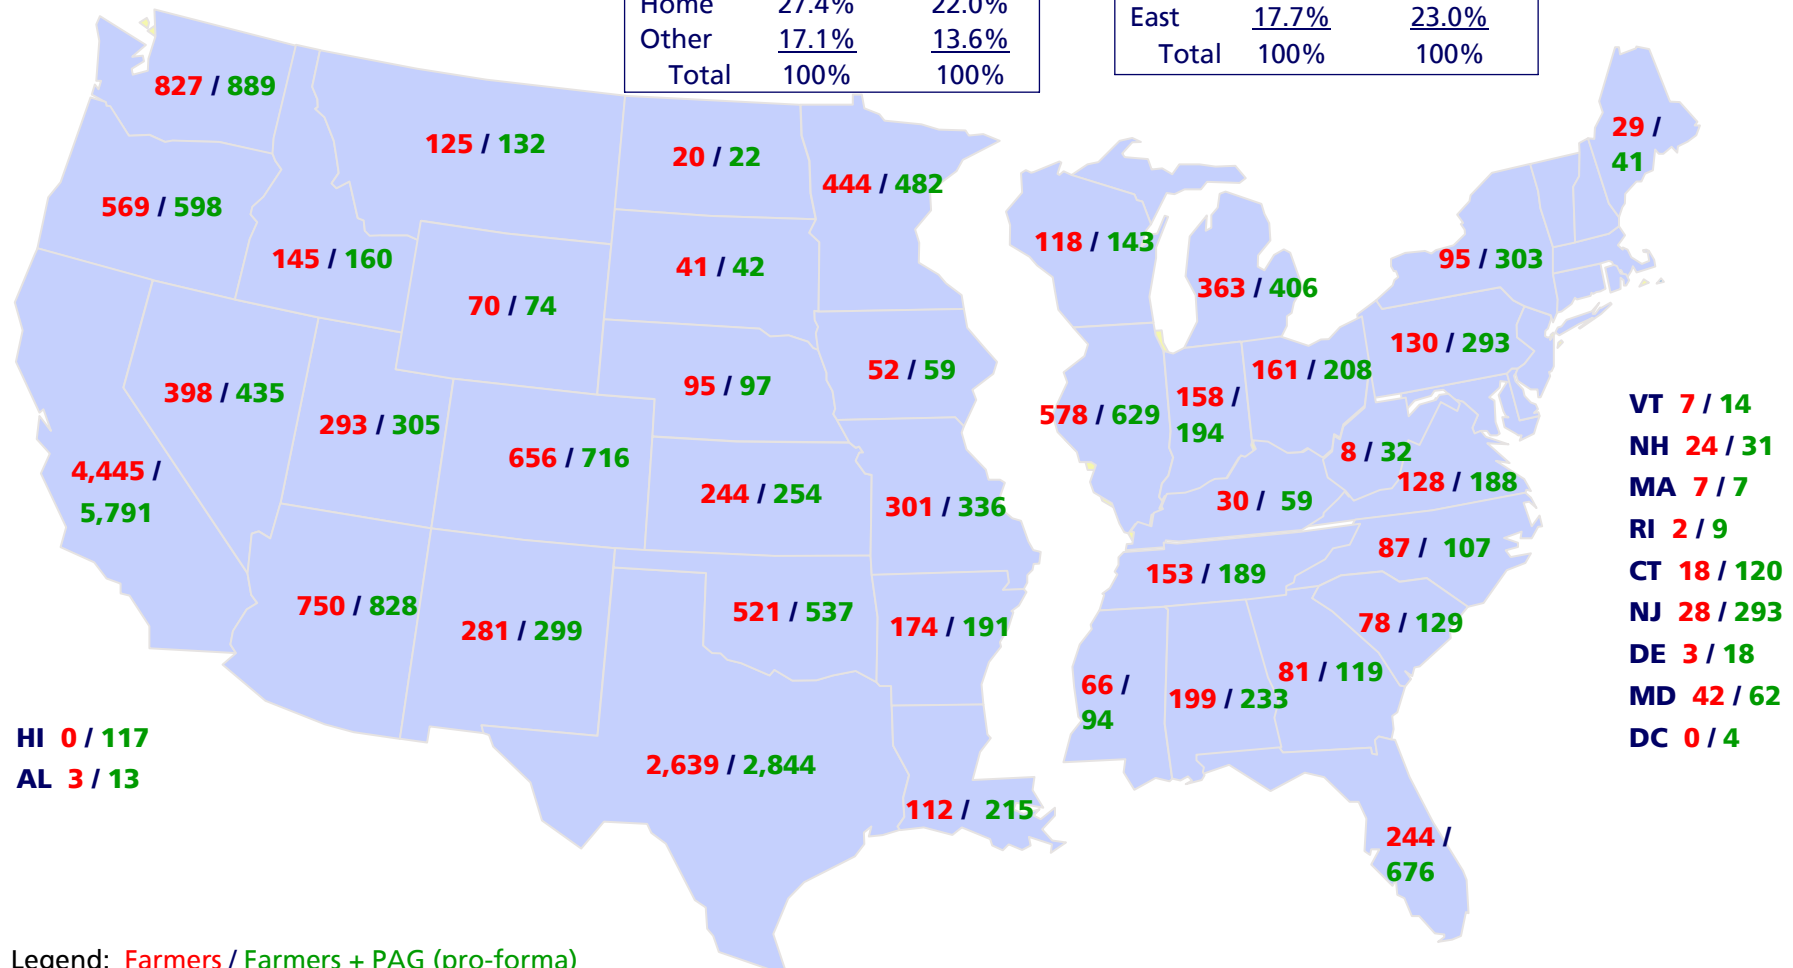 Home 27.4% 22.0%
Other 17.1% 13.6%
Total 100% 100%
East 17.7% 23.0%
Total 100% 100%
827 / 889
125 / 132
20 / 22
444 / 482
29 /
41
569 / 598
145 / 160
41 / 42
118 / 143
363 / 406
95 / 303
70 / 74
398 / 435
293 / 305
95 / 97
52 / 59
130 / 293
161 / 208
158 /
194
578 / 629
4,445 /
5,791
656 / 716
244 / 254
301 / 336
8 / 32
128 / 188
30 / 59
87 / 107
153 / 189
750 / 828
281 / 299
521 / 537
174 / 191
78 / 129
81 / 119
66 /
94
199 / 233
2,639 / 2,844
112 / 215
244 /
676
VT 7 / 14
NH 24 / 31
MA 7 / 7
RI 2 / 9
CT 18 / 120
NJ 28 / 293
DE 3 / 18
MD 42 / 62
DC 0 / 4
HI 0 / 117
AL 3 / 13
Legend: Farmers / Farmers + PAG (pro-forma)